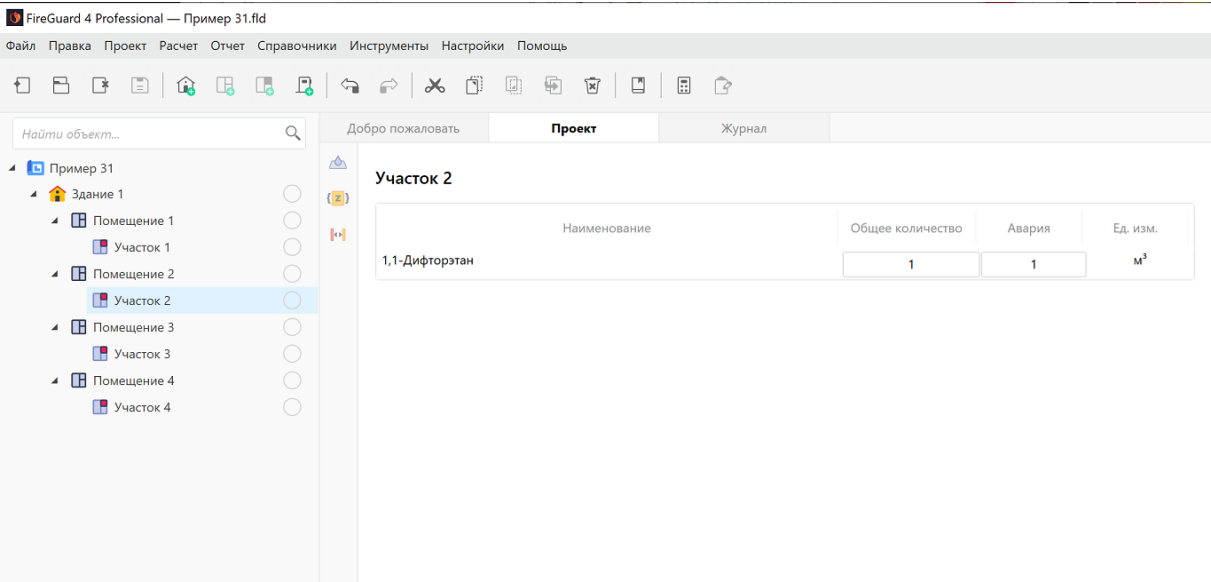 FireGuard 4 Professional — Пример 31.fld
Файл Правка Проект Расчет Отчет Справочники Инструменты Настройки Помощь
Найти объект...
Добро пожаловать Проект Журнал
Пример 31
Здание 1
Помещение 1
Участок 1
Помещение 2
Участок 2
Помещение 3
Участок 3
Помещение 4
Участок 4
{z}
Участок 2
Наименование Общее количество Авария Ед. изм.
1,1-Дифторэтан 1 1 м³